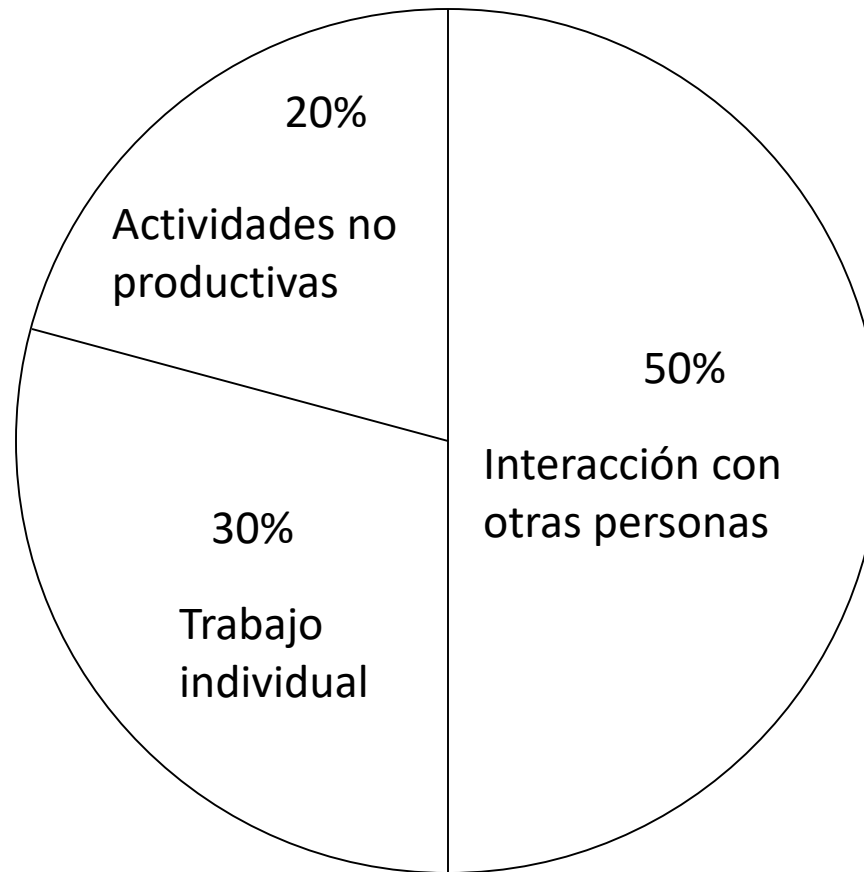 20%
Actividades no
productivas
50%
Interacción con
otras personas
30%
Trabajo
individual